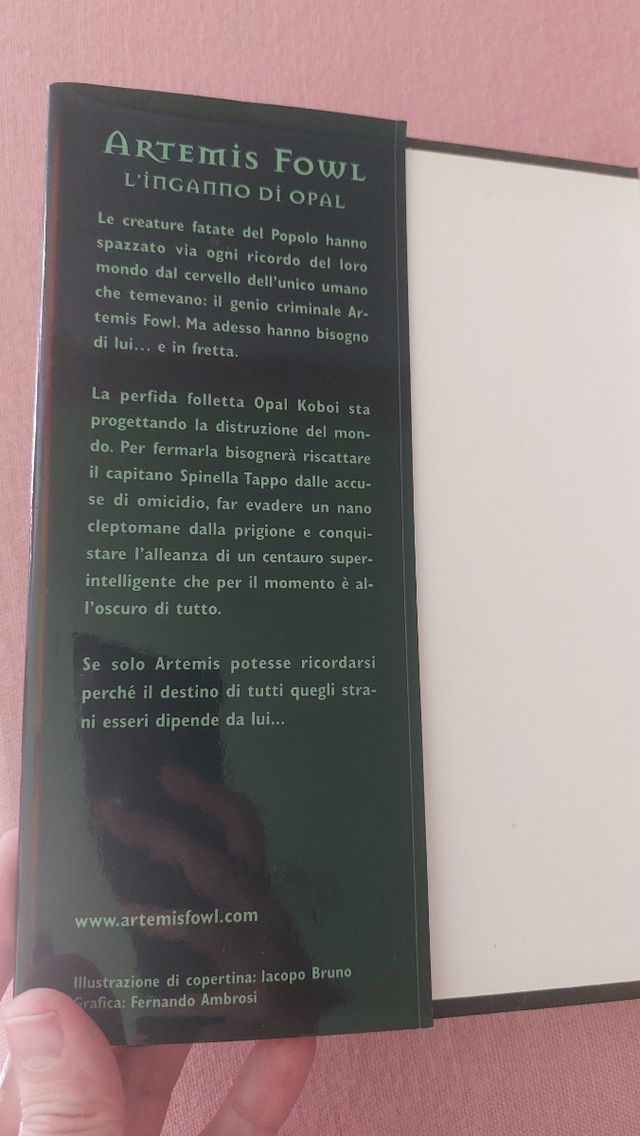 ARTEMIS FOWL
L'INGANNO DI OPAL
Le creature fatate del Popolo hanno
spazzato via ogni ricordo del loro
mondo dal cervello dell'unico umano
che temevano: il genio criminale Ar-
temis Fowl. Ma adesso hanno bisogno
di lui... e in fretta.
La perfida folletta Opal Koboi sta
progettando la distruzione del mon-
do. Per fermarla bisognerà riscattare
il capitano Spinella Tappo dalle accu-
se di omicidio, far evadere un nano
cleptomane dalla prigione e conqui-
stare l'alleanza di un centauro super-
intelligente che per il momento è al-
l'oscuro di tutto.
Se solo Artemis potesse ricordarsi
perché il destino di tutti quegli stra-
ni esseri dipende da lui...
www.artemisfowl.com
Illustrazione di copertina: Iacopo Bruno
Grafica: Fernando Ambrosi